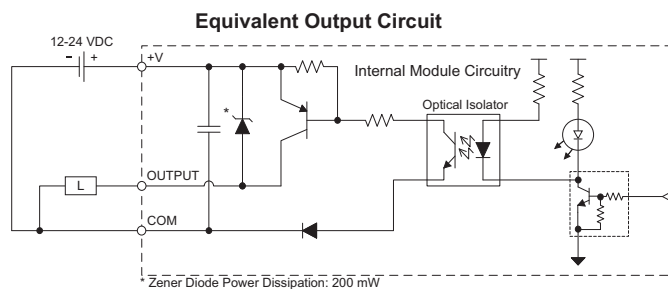 Equivalent Output Circuit
12-24 VDC
- +
+V
Internal Module Circuitry
Optical Isolator
*
L
OUTPUT
COM
* Zener Diode Power Dissipation: 200 mW